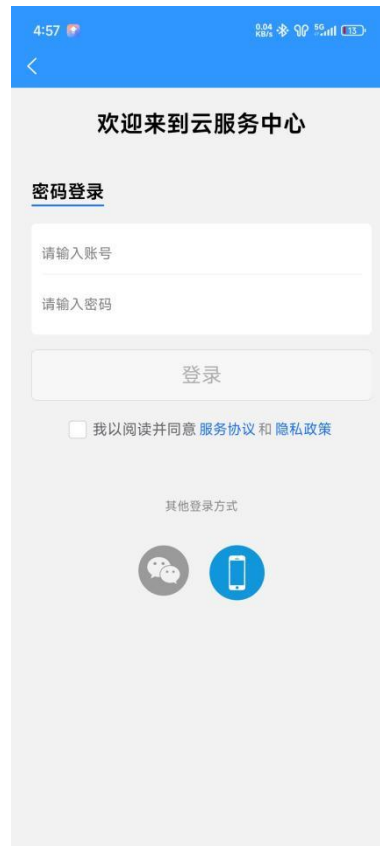 4:57
0.04
KB/s
5G
13
欢迎来到云服务中心
密码登录
请输入账号
请输入密码
登录
我以阅读并同意 服务协议 和 隐私政策
其他登录方式